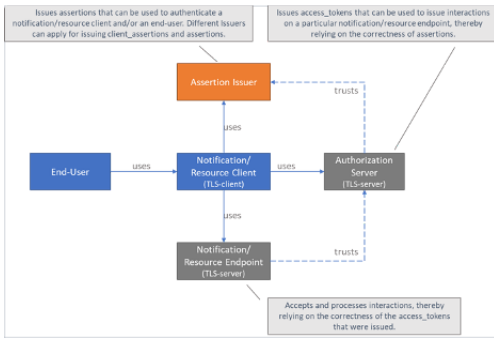 Issues assertions that can be used to authenticate a
notification/resource client and/or an end-user. Different Issuers
can apply for issuing client_assertions and assertions.
Issues access_tokens that can be used to issue interactions
on a particular notification/resource endpoint, thereby
relying on the correctness of assertions.
Assertion Issuer
trusts
uses
End-User
uses
Notification/
Resource Client
(TLS-client)
uses
Authorization
Server
(TLS-server)
uses
Notification/
Resource Endpoint
(TLS-server)
trusts
Accepts and processes interactions, thereby
relying on the correctness of the access_tokens
that were issued.